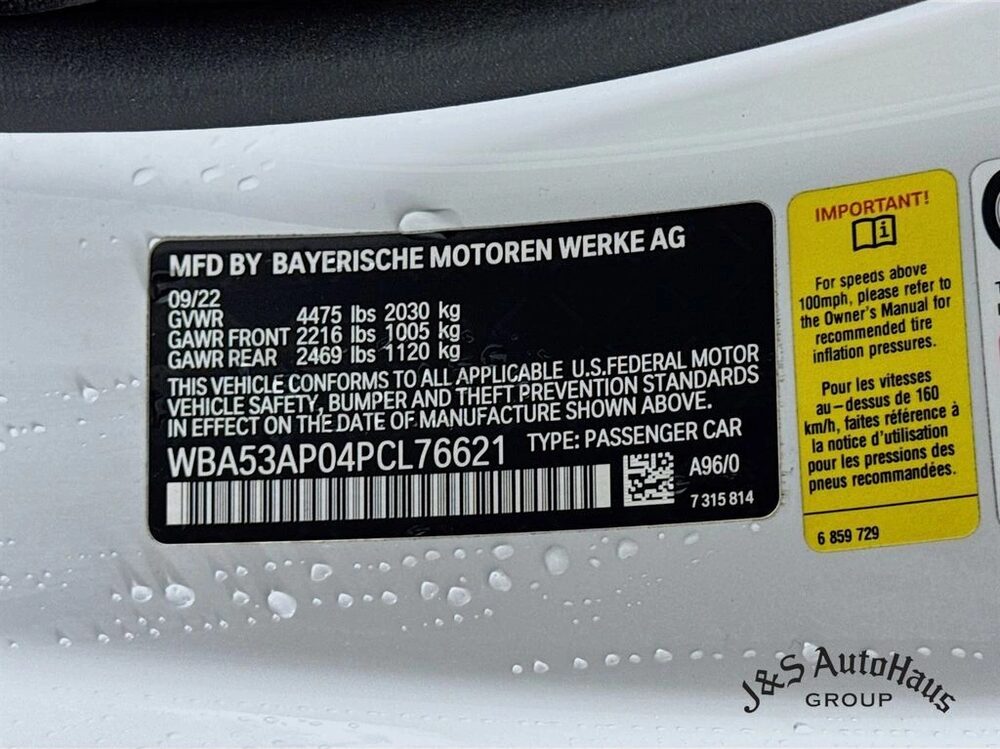 MFD BY BAYERISCHE MOTOREN WERKE AG
09/22
GVWR 4475 lbs 2030 kg
GAWR FRONT 2216 lbs 1005 kg
GAWR REAR 2469 lbs 1120 kg
THIS VEHICLE CONFORMS TO ALL APPLICABLE U.S.FEDERAL MOTOR
VEHICLE SAFETY, BUMPER AND THEFT PREVENTION STANDARDS
IN EFFECT ON THE DATE OF MANUFACTURE SHOWN ABOVE.
WBA53AP04PCL76621 TYPE: PASSENGER CAR
A96/0
7 315 814
IMPORTANT!
For speeds above
100mph, please refer to
the Owner's Manual for
recommended tire
inflation pressures.
Pour les vitesses
au–dessus de 160
km/h, faites référence à
la notice d'utilisation
pour les pressions de
pneu recommandées.
6 859 729
J&S AutoHaus
GROUP